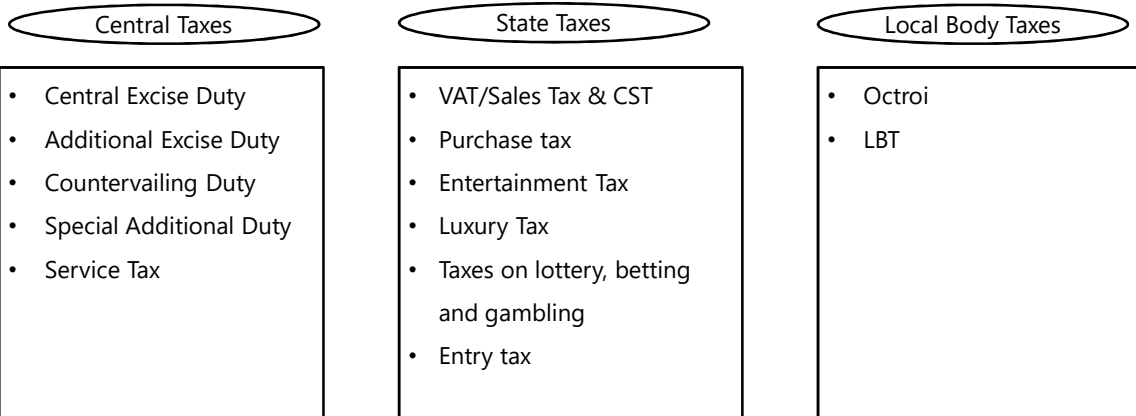 Central Taxes
• Central Excise Duty
• Additional Excise Duty
• Countervailing Duty
• Special Additional Duty
• Service Tax
State Taxes
• VAT/Sales Tax & CST
• Purchase tax
• Entertainment Tax
• Luxury Tax
• Taxes on lottery, betting
and gambling
• Entry tax
Local Body Taxes
• Octroi
• LBT